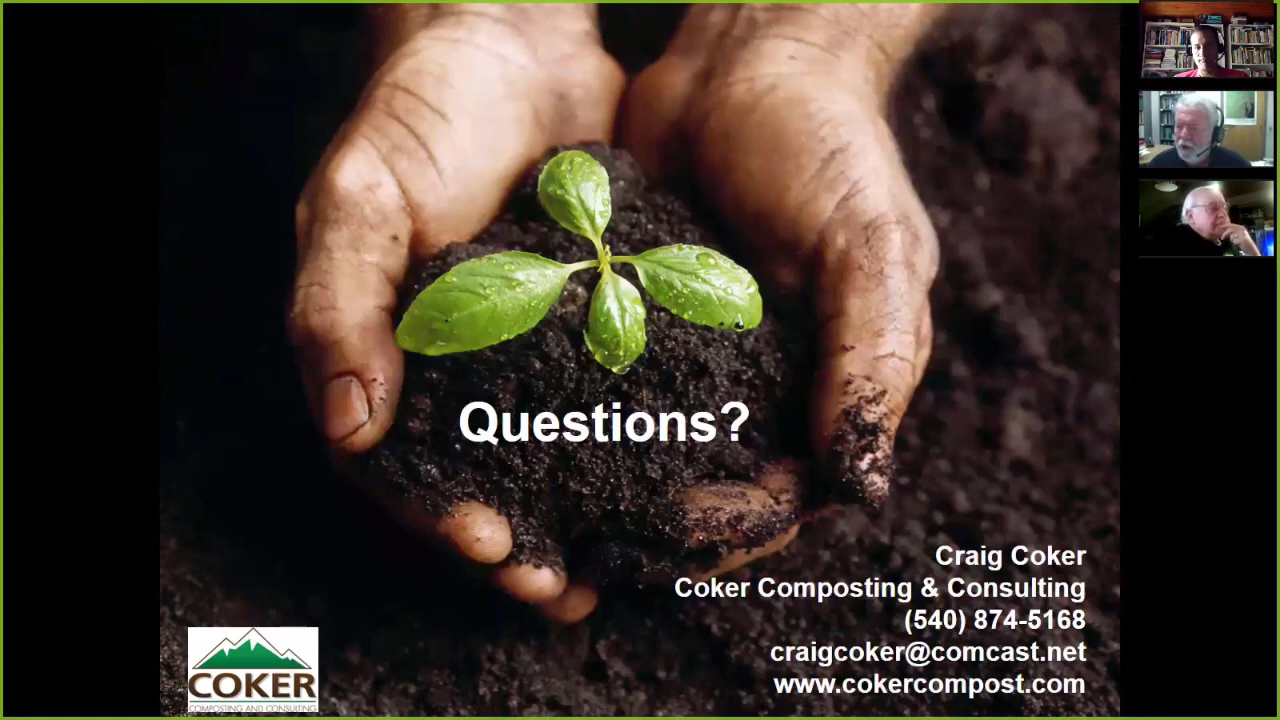 Questions?
Craig Coker
Coker Composting & Consulting
(540) 874-5168
craigcoker@comcast.net
www.cokercompost.com
COKER
COMPOSTING AND CONSULTING